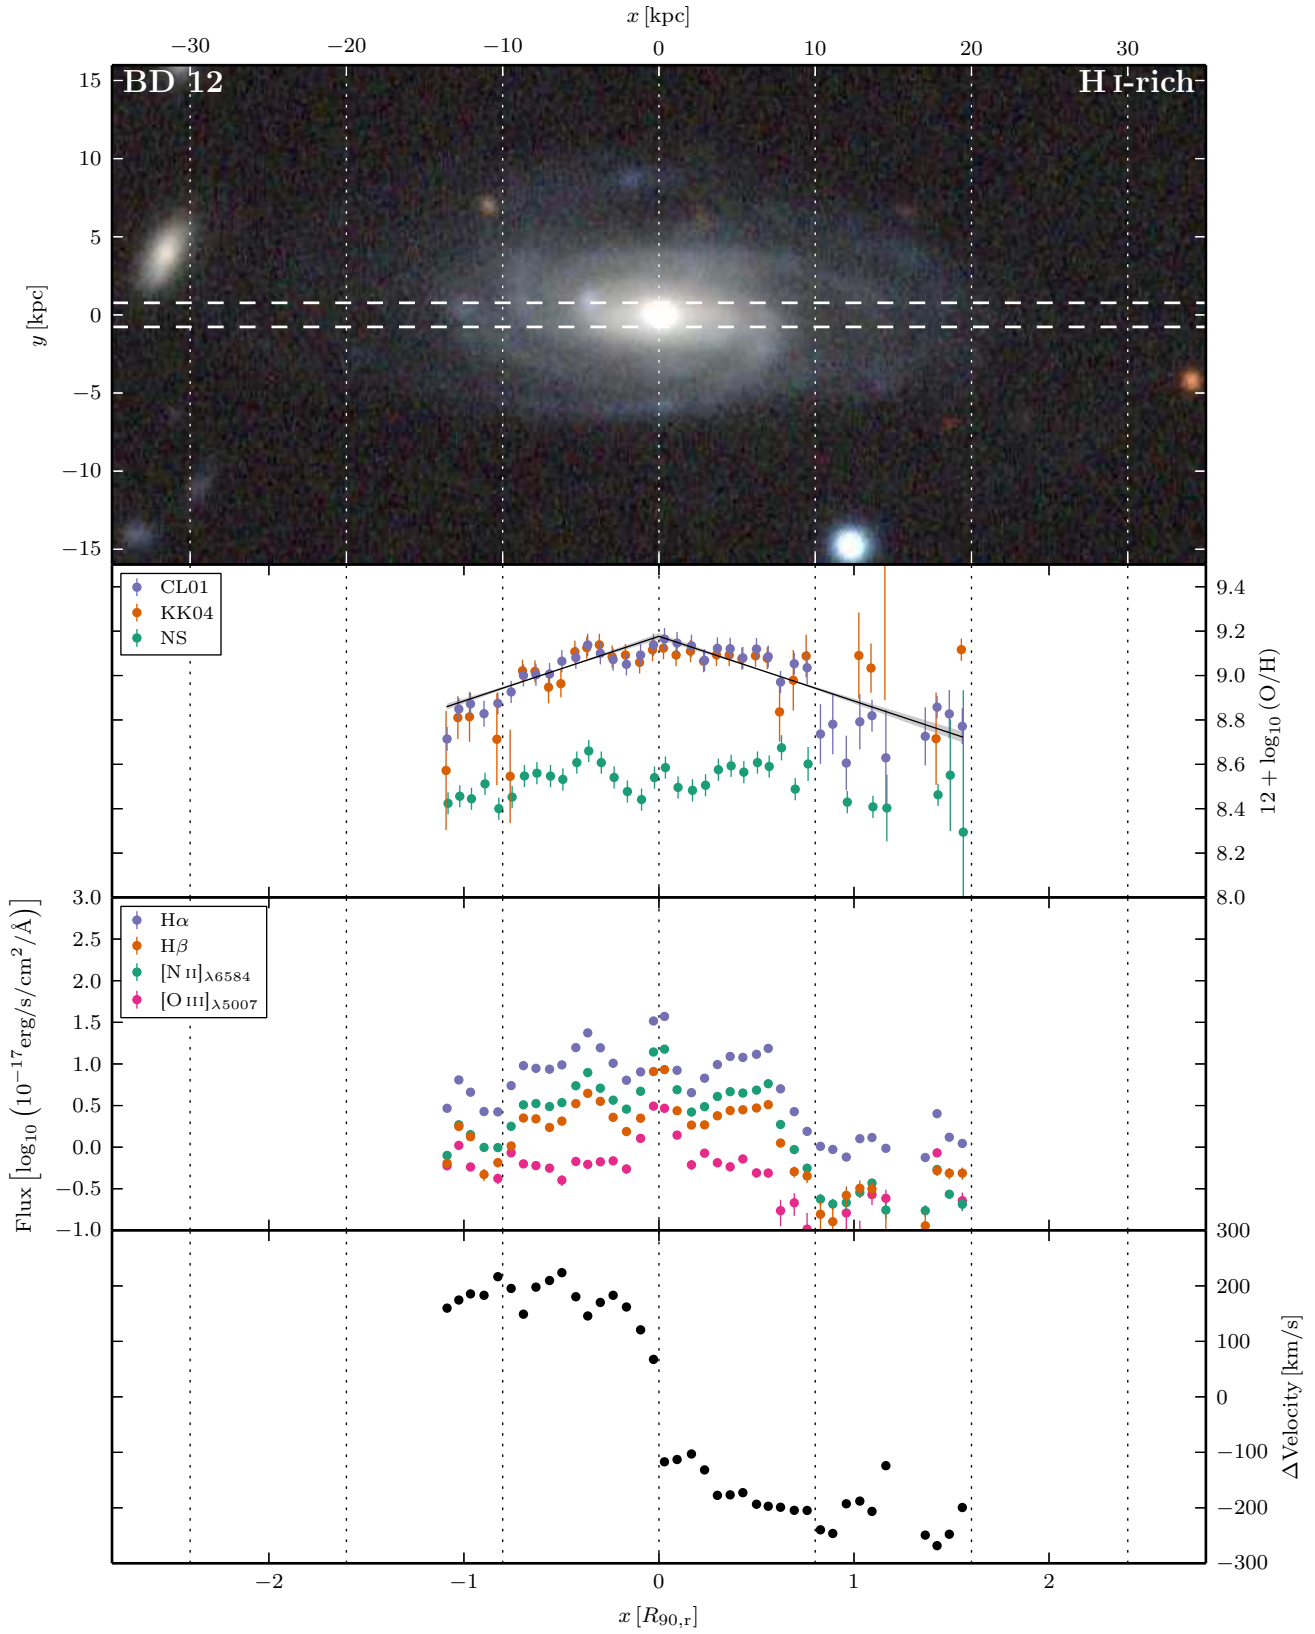 x [kpc]
−30 −20 −10 0 10 20 30
BD 12 H I-rich
15
10
5
0
−5
−10
−15
y [kpc]
CL01
KK04
NS
9.4
9.2
9.0
8.8
8.6
8.4
8.2
8.0
12 + log₁₀ (O/H)
Hα
Hβ
[N II]λ6584
[O III]λ5007
3.0
2.5
2.0
1.5
1.0
0.5
0.0
−0.5
−1.0
Flux [log₁₀ (10⁻¹⁷erg/s/cm²/Å)]
300
200
100
0
−100
−200
−300
ΔVelocity [km/s]
−2 −1 0 1 2
x [R₉₀,ᵣ]